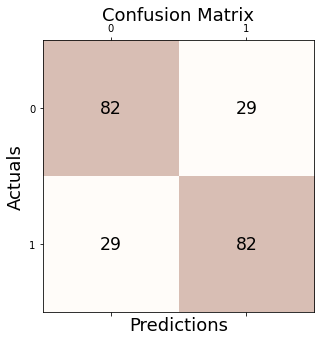 Confusion Matrix
0 1
0 82 29
Actuals
1 29 82
Predictions